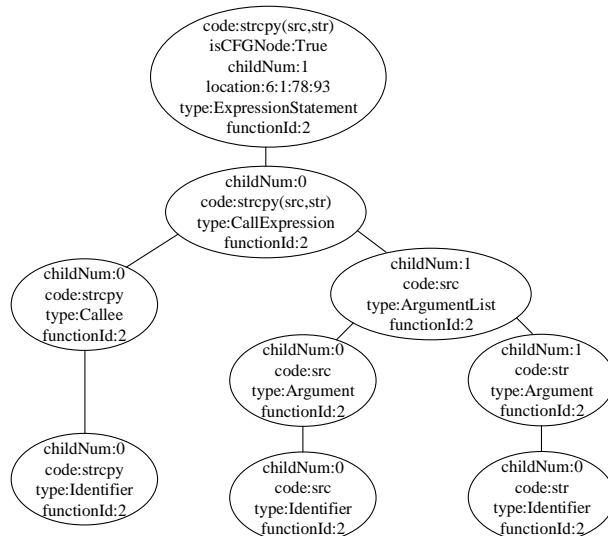 code:strcpy(src,str)
isCFGNode:True
childNum:1
location:6:1:78:93
type:ExpressionStatement
functionId:2
childNum:0
code:strcpy(src,str)
type:CallExpression
functionId:2
childNum:0
code:strcpy
type:Callee
functionId:2
childNum:1
code:src
type:ArgumentList
functionId:2
childNum:0
code:src
type:Argument
functionId:2
childNum:1
code:str
type:Argument
functionId:2
childNum:0
code:strcpy
type:Identifier
functionId:2
childNum:0
code:src
type:Identifier
functionId:2
childNum:0
code:str
type:Identifier
functionId:2